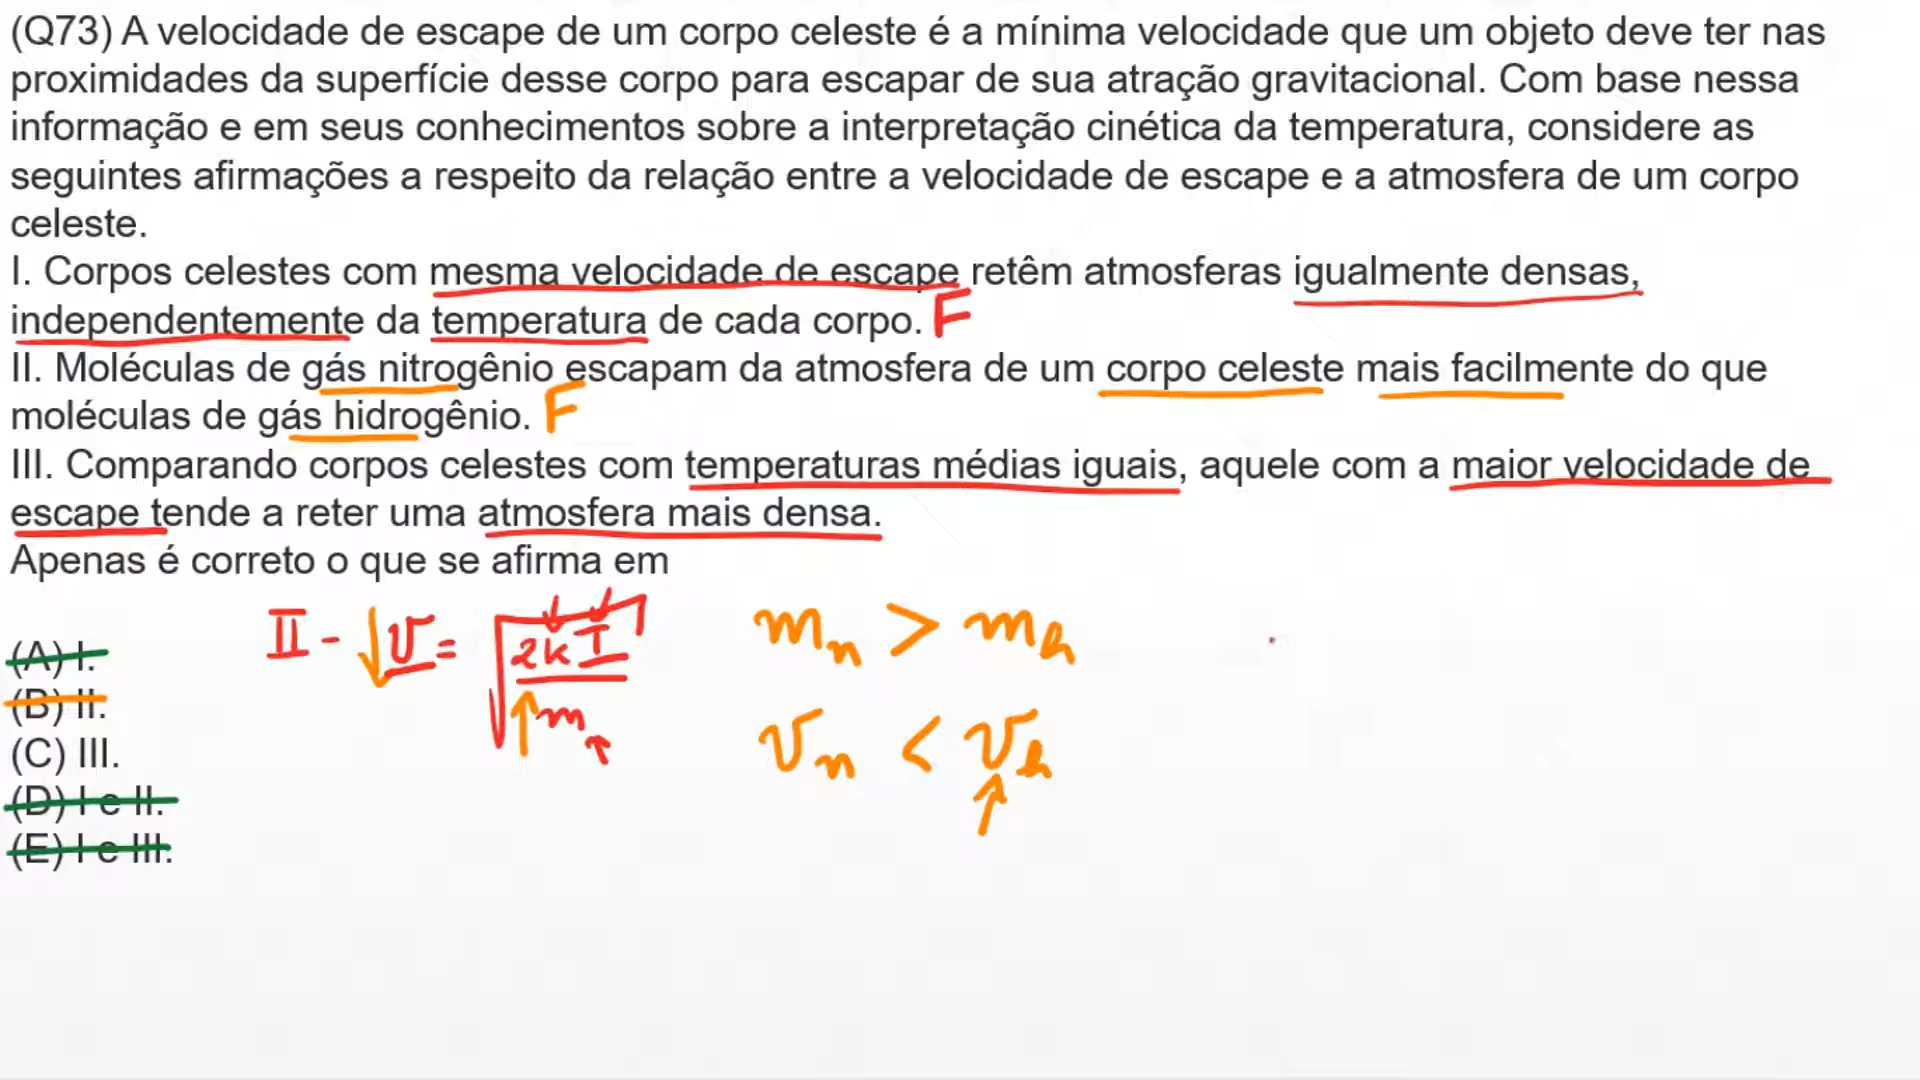 (Q73) A velocidade de escape de um corpo celeste é a mínima velocidade que um objeto deve ter nas
proximidades da superfície desse corpo para escapar de sua atração gravitacional. Com base nessa
informação e em seus conhecimentos sobre a interpretação cinética da temperatura, considere as
seguintes afirmações a respeito da relação entre a velocidade de escape e a atmosfera de um corpo
celeste.
I. Corpos celestes com mesma velocidade de escape retêm atmosferas igualmente densas,
independentemente da temperatura de cada corpo. F
II. Moléculas de gás nitrogênio escapam da atmosfera de um corpo celeste mais facilmente do que
moléculas de gás hidrogênio. F
III. Comparando corpos celestes com temperaturas médias iguais, aquele com a maior velocidade de
escape tende a reter uma atmosfera mais densa.
Apenas é correto o que se afirma em
(A) I.
(B) II.
(C) III.
(D) I e II.
(E) I e III.
II - ↓v = √(2kT/m)
m_n > m_h
v_n < v_h